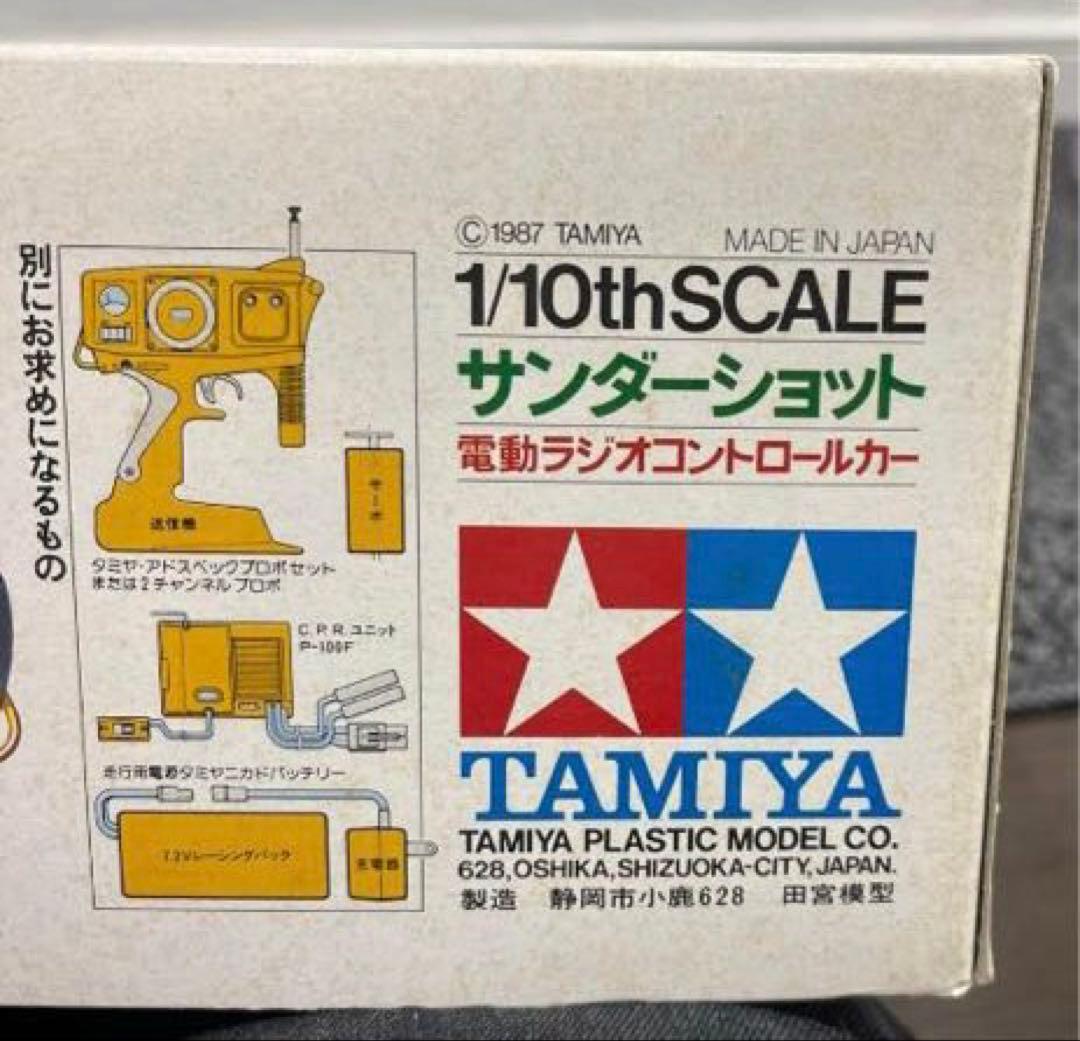 別にお求めになるもの
送信機
サーボ
タミヤ・アドスペックプロポセット
または2チャンネルプロポ
C.P.R.ユニット
P-100F
走行用電源タミヤニカドバッテリー
7.2Vレーシングパック
充電器
©1987 TAMIYA MADE IN JAPAN
1/10th SCALE
サンダーショット
電動ラジオコントロールカー
TAMIYA
TAMIYA PLASTIC MODEL CO.
628,OSHIKA,SHIZUOKA-CITY,JAPAN.
製造 静岡市小鹿628 田宮模型